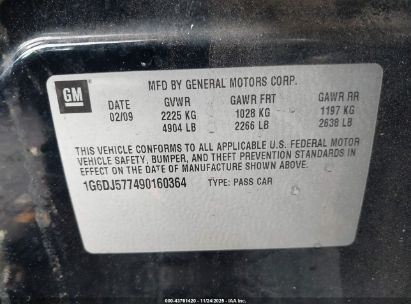 MFD BY GENERAL MOTORS CORP.
GM
DATE GVWR GAWR FRT GAWR RR
02/09 2225 KG 1028 KG 1197 KG
4904 LB 2266 LB 2638 LB
THIS VEHICLE CONFORMS TO ALL APPLICABLE U.S. FEDERAL MOTOR
VEHICLE SAFETY, BUMPER, AND THEFT PREVENTION STANDARDS IN
EFFECT ON THE DATE OF MANUFACTURE SHOWN ABOVE.
1G6DJ577490160364 TYPE: PASS CAR